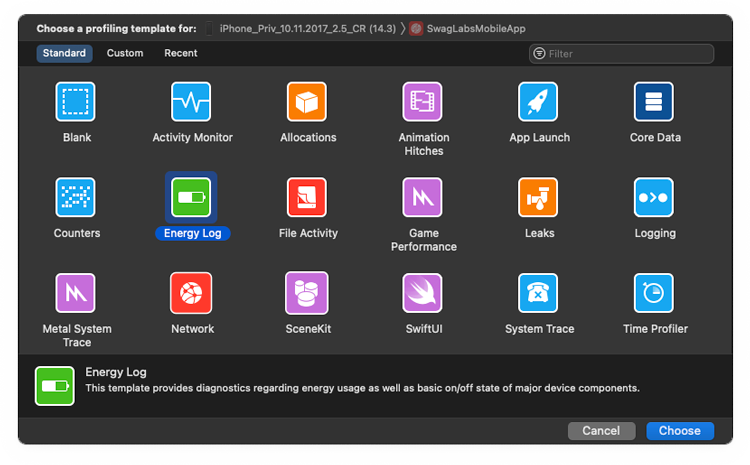 Choose a profiling template for: iPhone_Priv_10.11.2017_2.5_CR (14.3) SwagLabsMobileApp
Standard Custom Recent Filter
Blank Activity Monitor Allocations Animation Hitches App Launch Core Data
Counters Energy Log File Activity Game Performance Leaks Logging
Metal System Trace Network SceneKit SwiftUI System Trace Time Profiler
Energy Log
This template provides diagnostics regarding energy usage as well as basic on/off state of major device components.
Cancel Choose